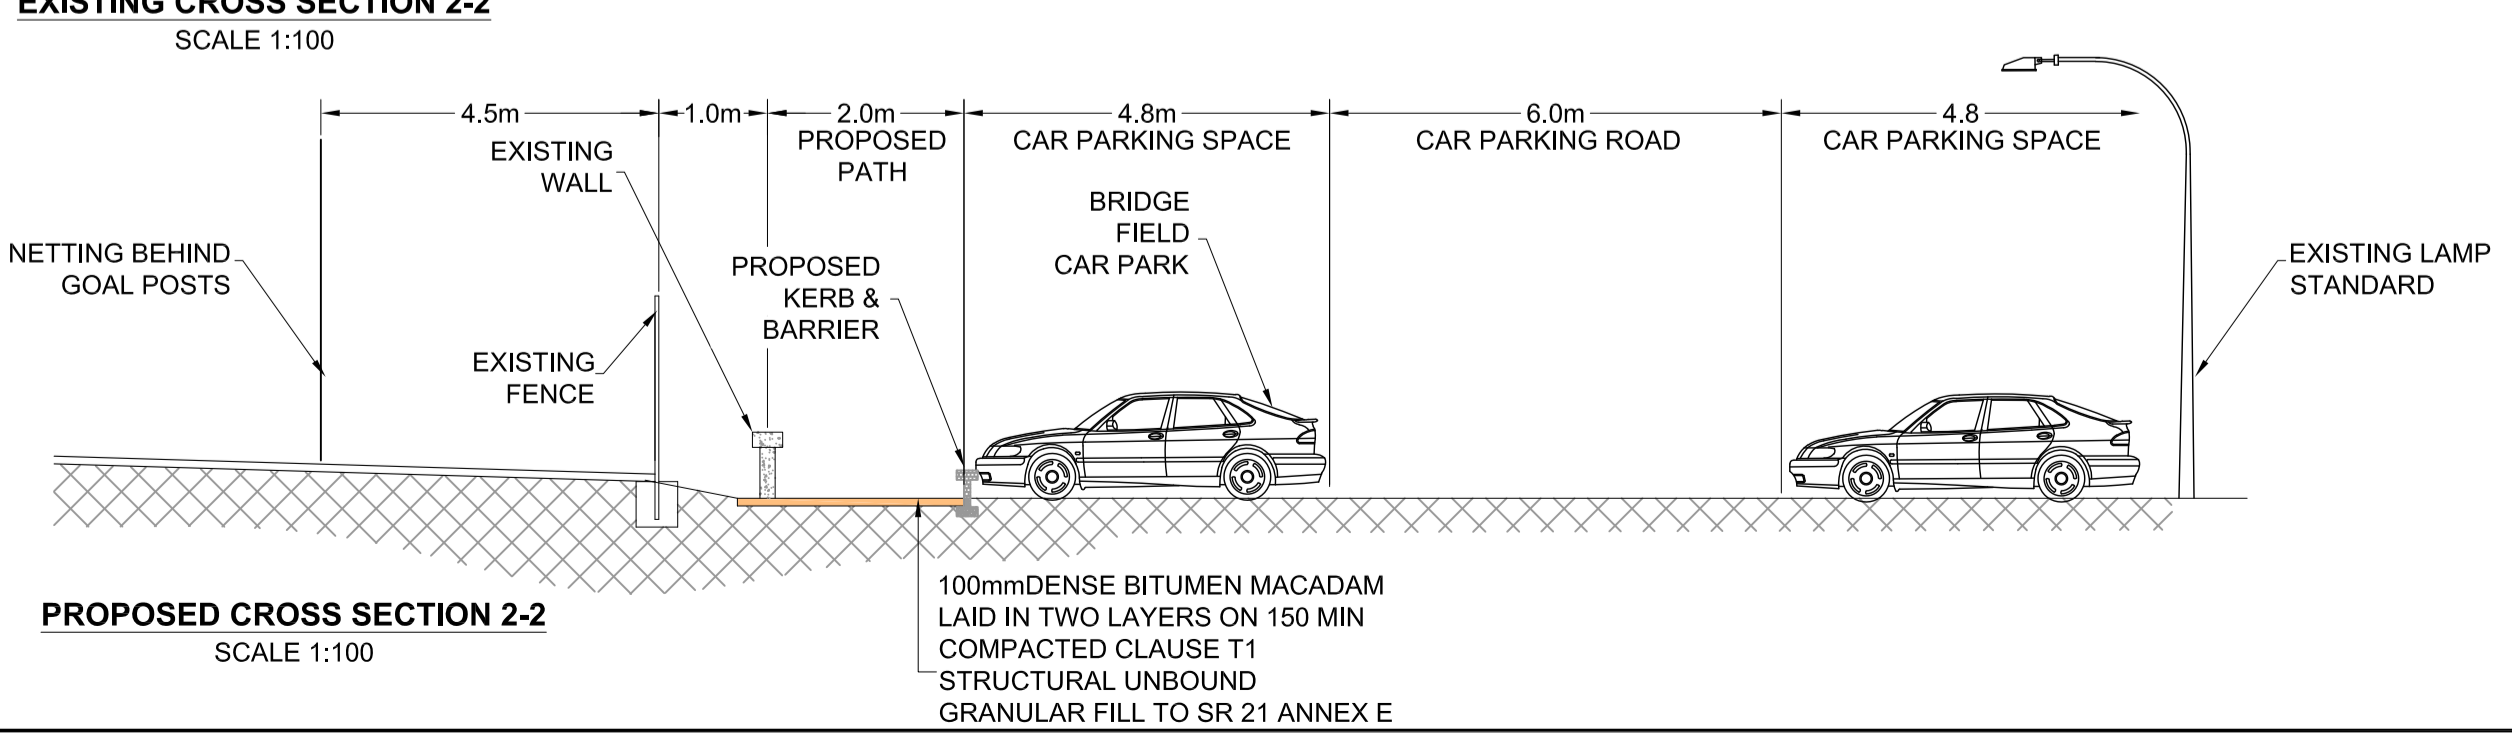 EXISTING CROSS SECTION 2-2
SCALE 1:100
4.5m
1.0m
2.0m
PROPOSED
PATH
4.8m
CAR PARKING SPACE
6.0m
CAR PARKING ROAD
4.8
CAR PARKING SPACE
EXISTING
WALL
NETTING BEHIND
GOAL POSTS
EXISTING
FENCE
PROPOSED
KERB &
BARRIER
BRIDGE
FIELD
CAR PARK
EXISTING LAMP
STANDARD
100mmDENSE BITUMEN MACADAM
LAID IN TWO LAYERS ON 150 MIN
COMPACTED CLAUSE T1
STRUCTURAL UNBOUND
GRANULAR FILL TO SR 21 ANNEX E
PROPOSED CROSS SECTION 2-2
SCALE 1:100